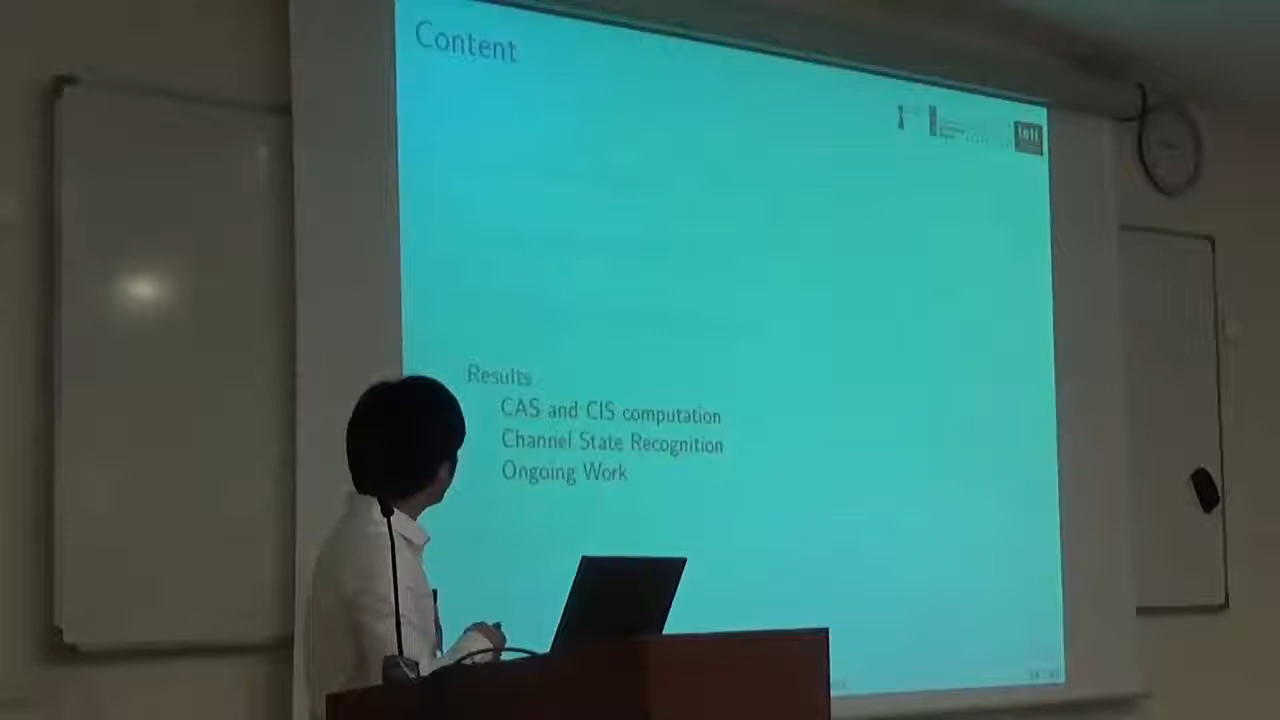 Content
Results
CAS and CIS computation
Channel State Recognition
Ongoing Work